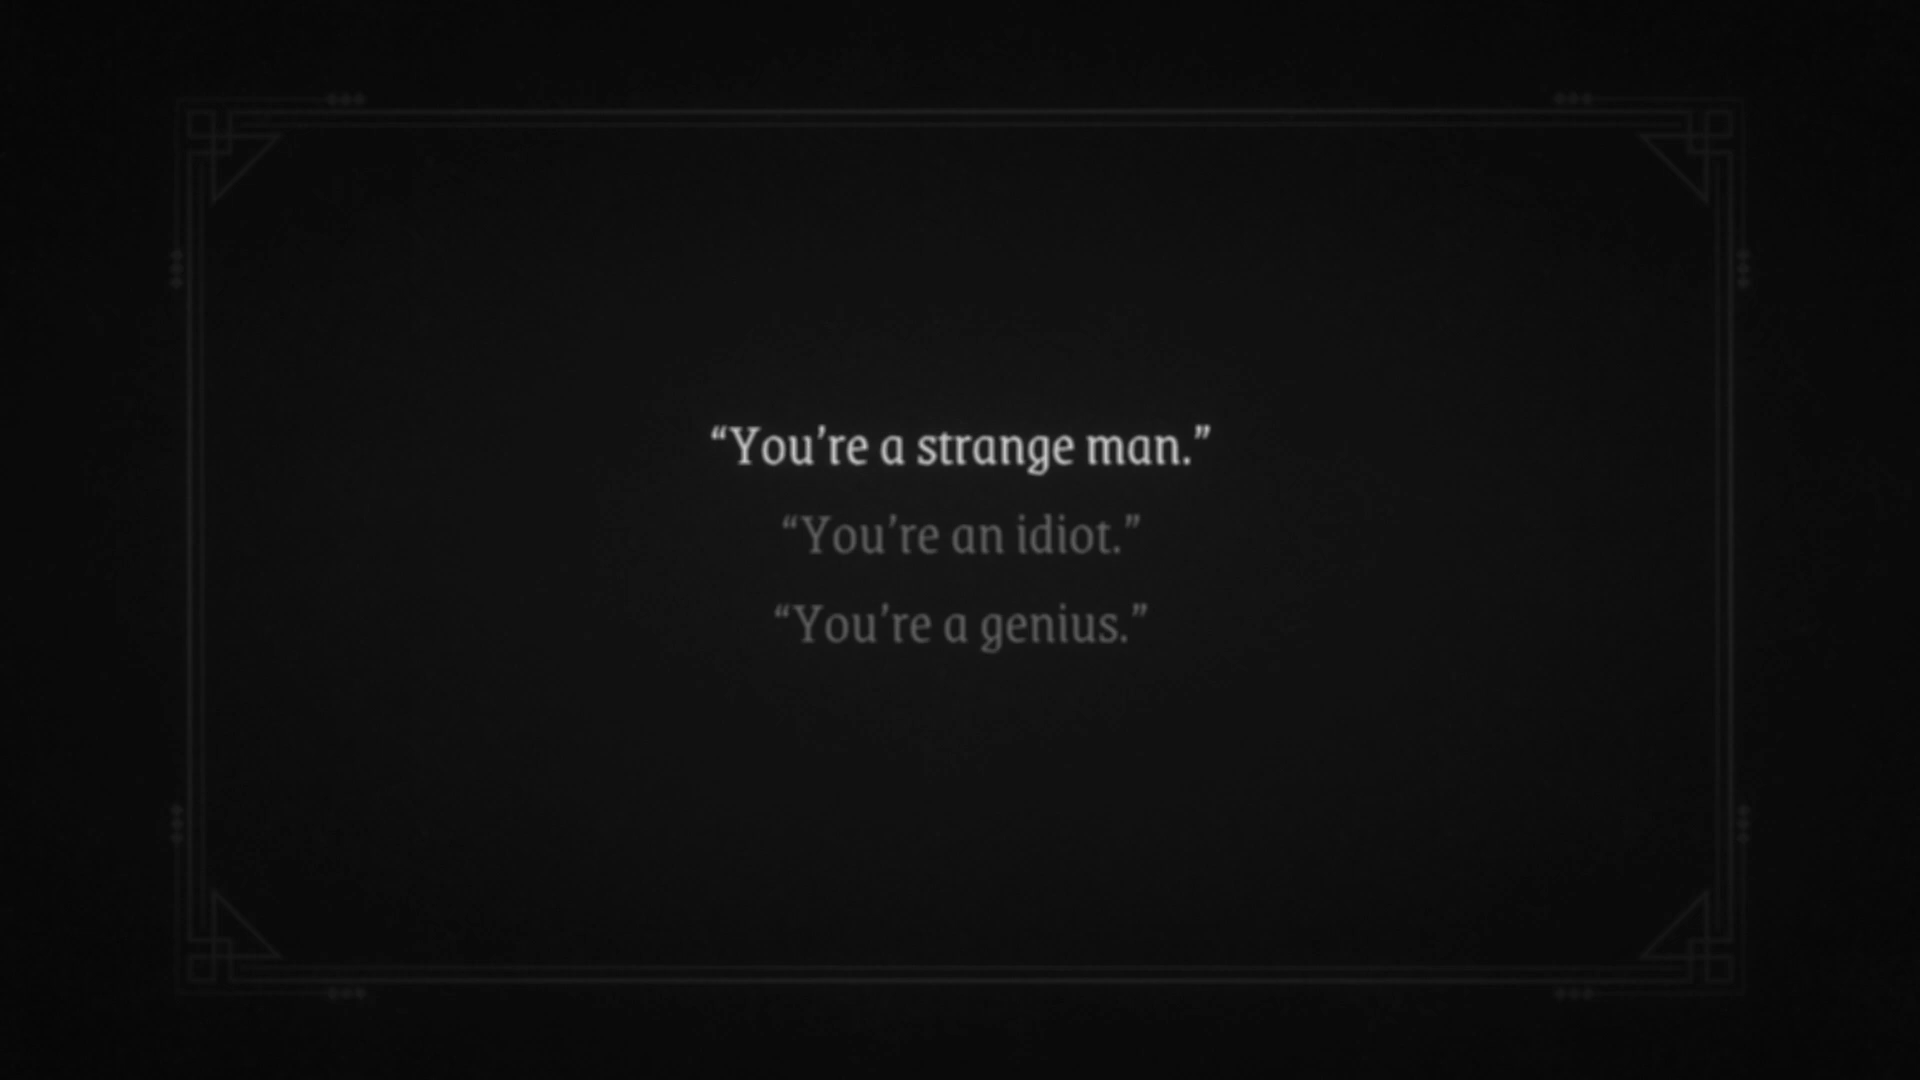 “You’re a strange man.”
“You’re an idiot.”
“You’re a genius.”